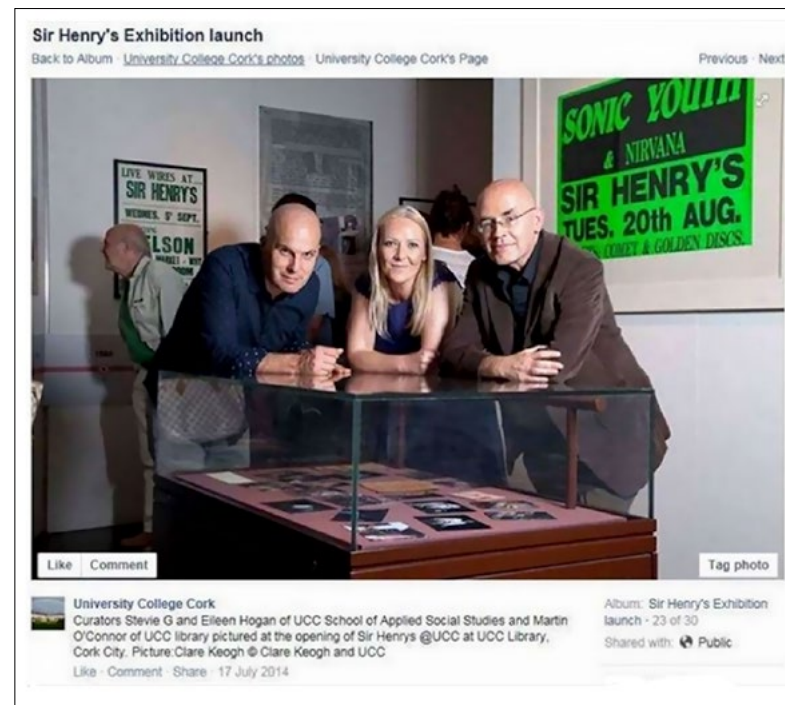 Sir Henry's Exhibition launch
Back to Album · University College Cork's photos · University College Cork's Page
Previous · Next
LIVE WIRES AT...
SIR HENRY'S
WEDNES. 5th SEPT.
ELSON
SONIC YOUTH
& NIRVANA
SIR HENRY'S
TUES. 20th AUG.
COMET & GOLDEN DISCS.
Like Comment
Tag photo
University College Cork
Curators Stevie G and Eileen Hogan of UCC School of Applied Social Studies and Martin
O'Connor of UCC library pictured at the opening of Sir Henrys @UCC at UCC Library,
Cork City. Picture:Clare Keogh © Clare Keogh and UCC
Like · Comment · Share · 17 July 2014
Album: Sir Henry's Exhibition
launch · 23 of 30
Shared with: Public